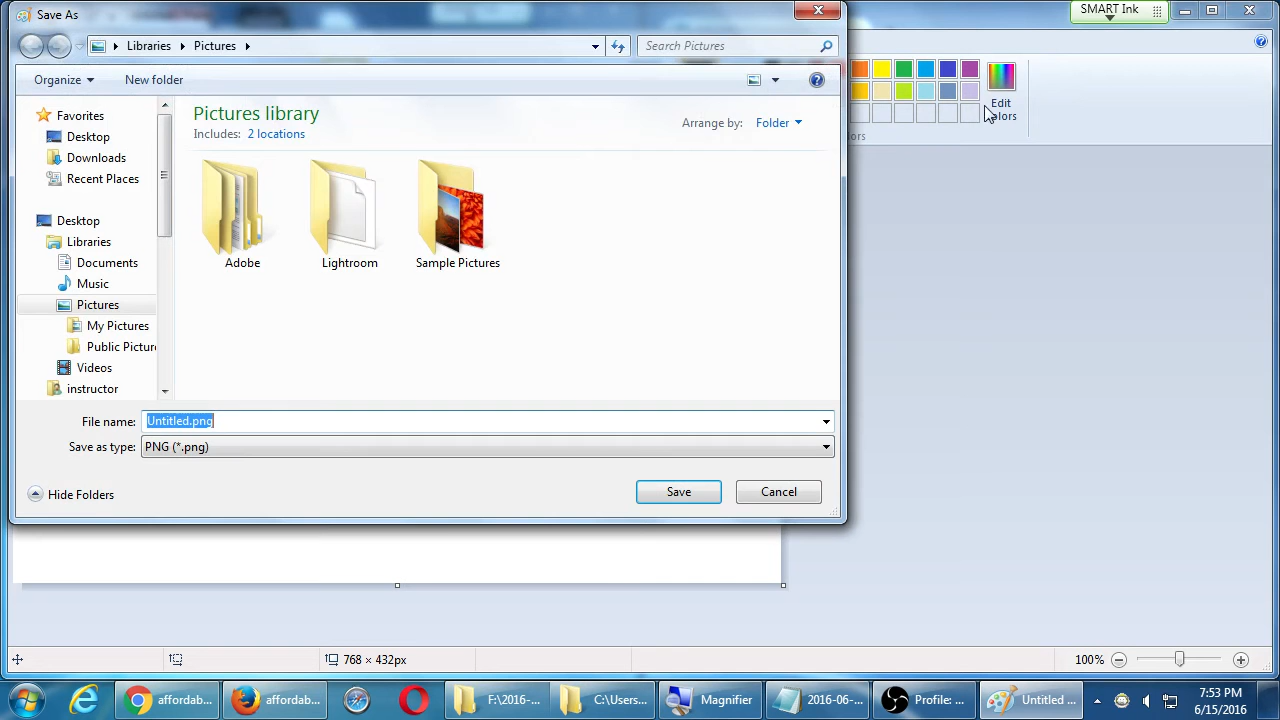 Save As
SMART Ink
Libraries
Pictures
Search Pictures
Organize
New folder
Favorites
Desktop
Downloads
Recent Places
Desktop
Libraries
Documents
Music
Pictures
My Pictures
Public Pictur
Videos
instructor
Pictures library
Includes: 2 locations
Arrange by: Folder
Adobe
Lightroom
Sample Pictures
File name: Untitled.png
Save as type: PNG (*.png)
Hide Folders
Save
Cancel
Edit
olors
ors
768 × 432px
100%
affordab...
affordab...
F:\2016-...
C:\Users...
Magnifier
2016-06-...
Profile: ...
Untitled ...
7:53 PM
6/15/2016